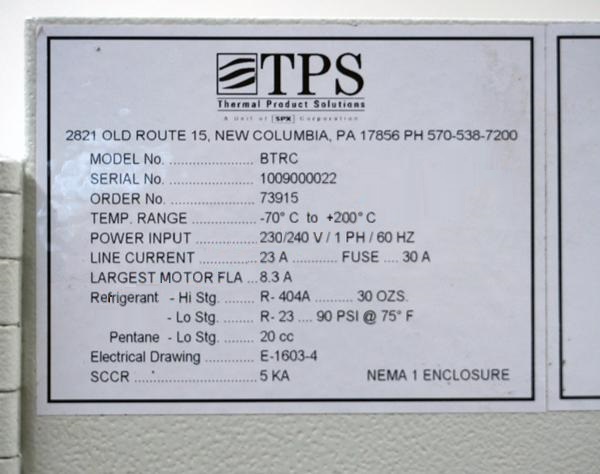 TPS
Thermal Product Solutions
A Unit of SPX Corporation
2821 OLD ROUTE 15, NEW COLUMBIA, PA 17856 PH 570-538-7200
MODEL No. .................... BTRC
SERIAL No. .................... 1009000022
ORDER No. .................... 73915
TEMP. RANGE ............... -70° C to +200° C
POWER INPUT .............. 230/240 V / 1 PH / 60 HZ
LINE CURRENT ............. 23 A ............ FUSE .... 30 A
LARGEST MOTOR FLA ... 8.3 A
Refrigerant - Hi Stg. ........ R- 404A .......... 30 OZS.
- Lo Stg. ........ R- 23 .... 90 PSI @ 75° F
Pentane - Lo Stg. ........ 20 cc
Electrical Drawing ............ E-1603-4
SCCR ............................. 5 KA NEMA 1 ENCLOSURE